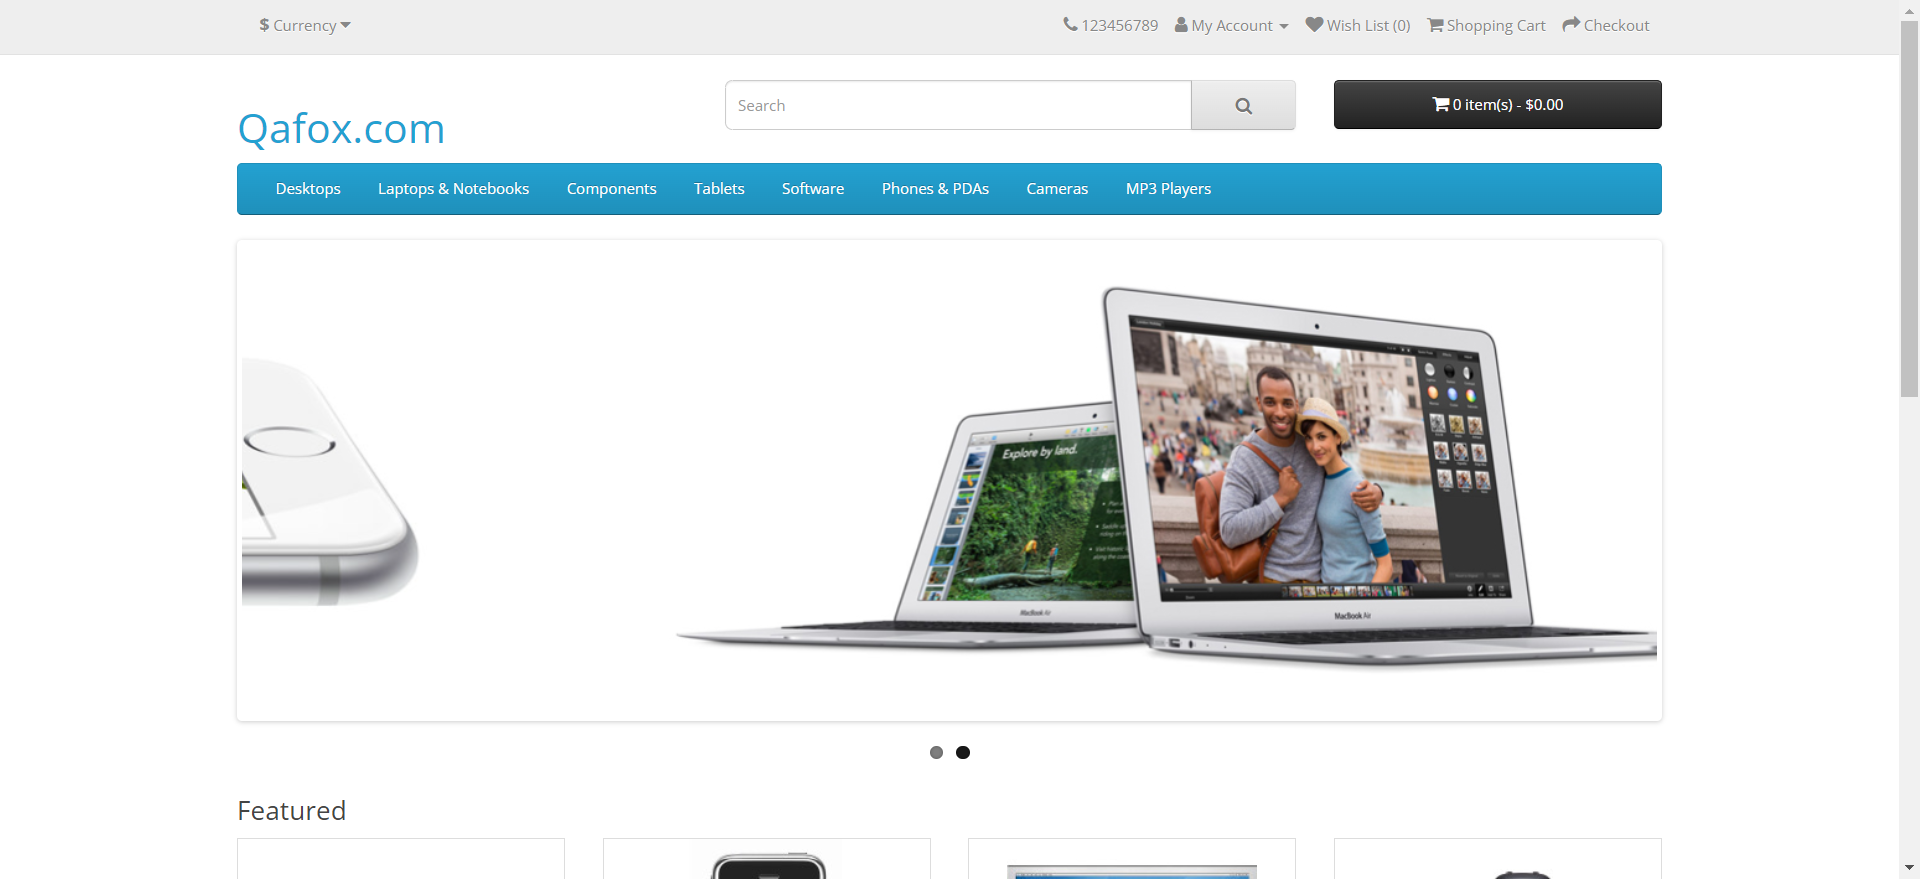 $ Currency
123456789 My Account Wish List (0) Shopping Cart Checkout
Search
0 item(s) - $0.00
Qafox.com
Desktops Laptops & Notebooks Components Tablets Software Phones & PDAs Cameras MP3 Players
Explore by land.
MacBook Air
MacBook Air
Featured